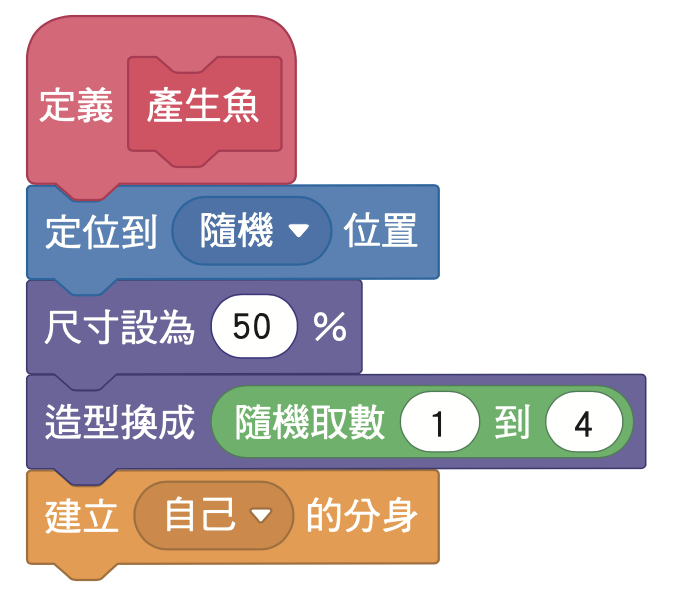 定義 產生魚
定位到 隨機 位置
尺寸設為 50 %
造型換成 隨機取數 1 到 4
建立 自己 的分身